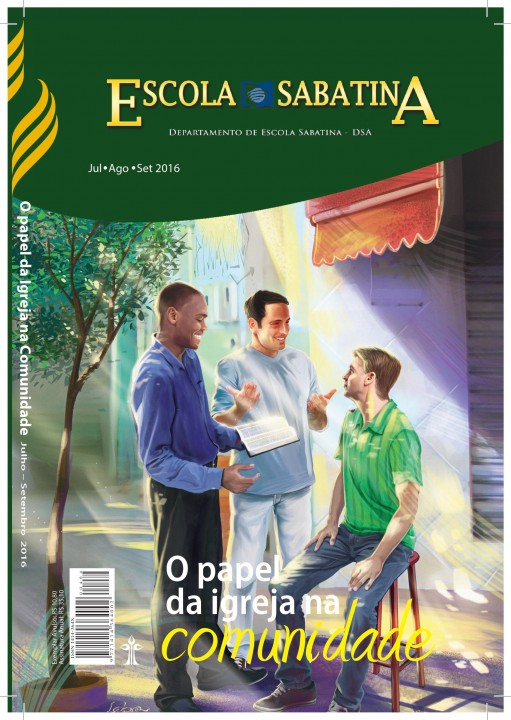 ESCOLA SABATINA
DEPARTAMENTO DE ESCOLA SABATINA - DSA
Jul•Ago •Set 2016
O papel da Igreja na Comunidade Julho – Setembro 2016
O papel
da igreja na
comunidade